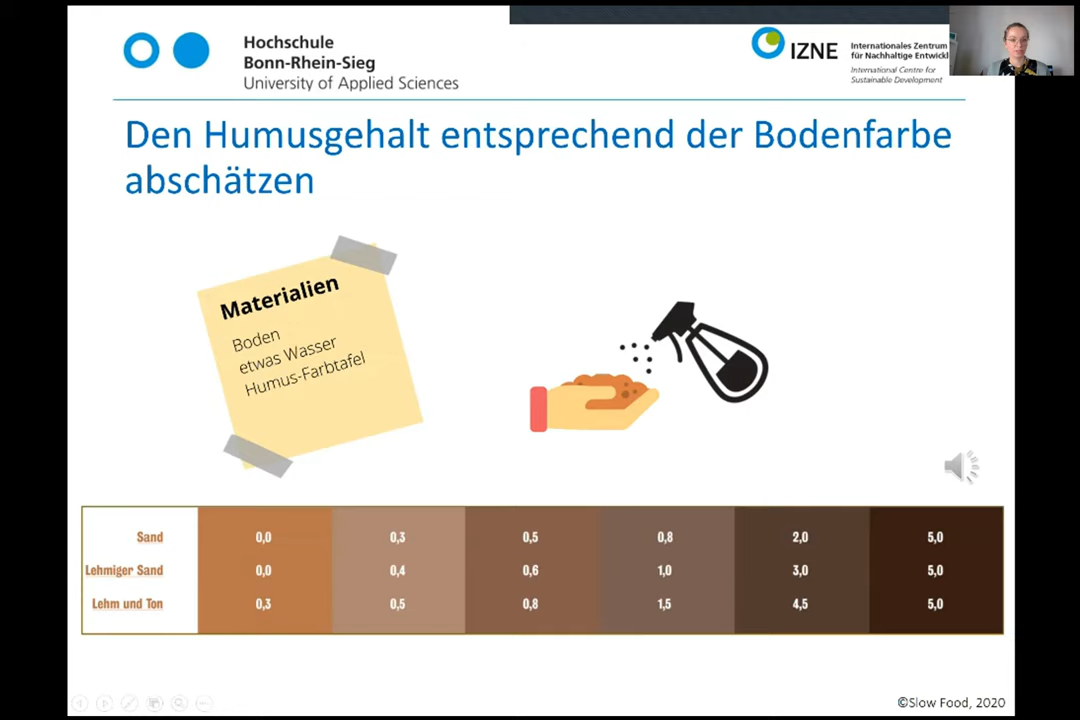 Hochschule
Bonn-Rhein-Sieg
University of Applied Sciences
IZNE
Internationales Zentrum
für Nachhaltige Entwickl
International Centre for
Sustainable Development
Den Humusgehalt entsprechend der Bodenfarbe
abschätzen
Materialien
Boden
etwas Wasser
Humus-Farbtafel
Sand 0,0 0,3 0,5 0,8 2,0 5,0
Lehmiger Sand 0,0 0,4 0,6 1,0 3,0 5,0
Lehm und Ton 0,3 0,5 0,8 1,5 4,5 5,0
©Slow Food, 2020